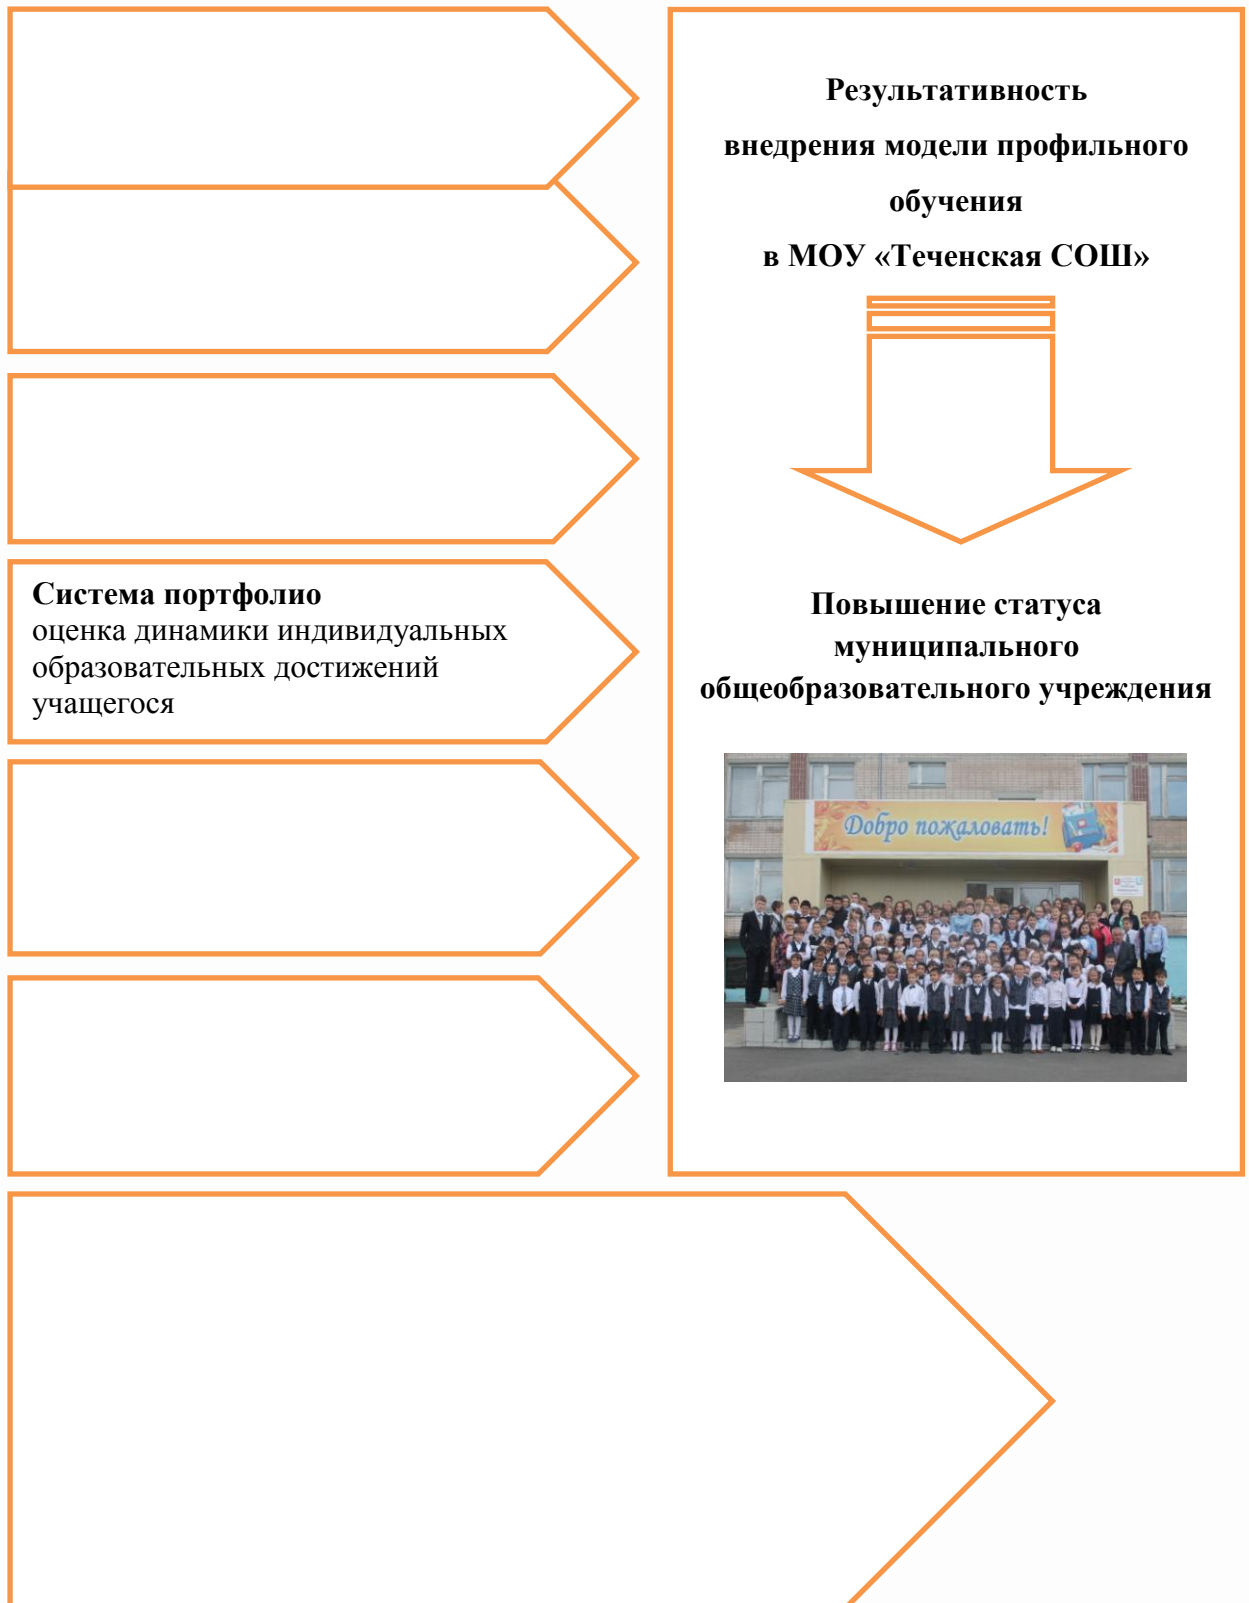 Результативность
внедрения модели профильного
обучения
в МОУ «Теченская СОШ»
Система портфолио
оценка динамики индивидуальных
образовательных достижений
учащегося
Повышение статуса
муниципального
общеобразовательного учреждения
Добро пожаловать!